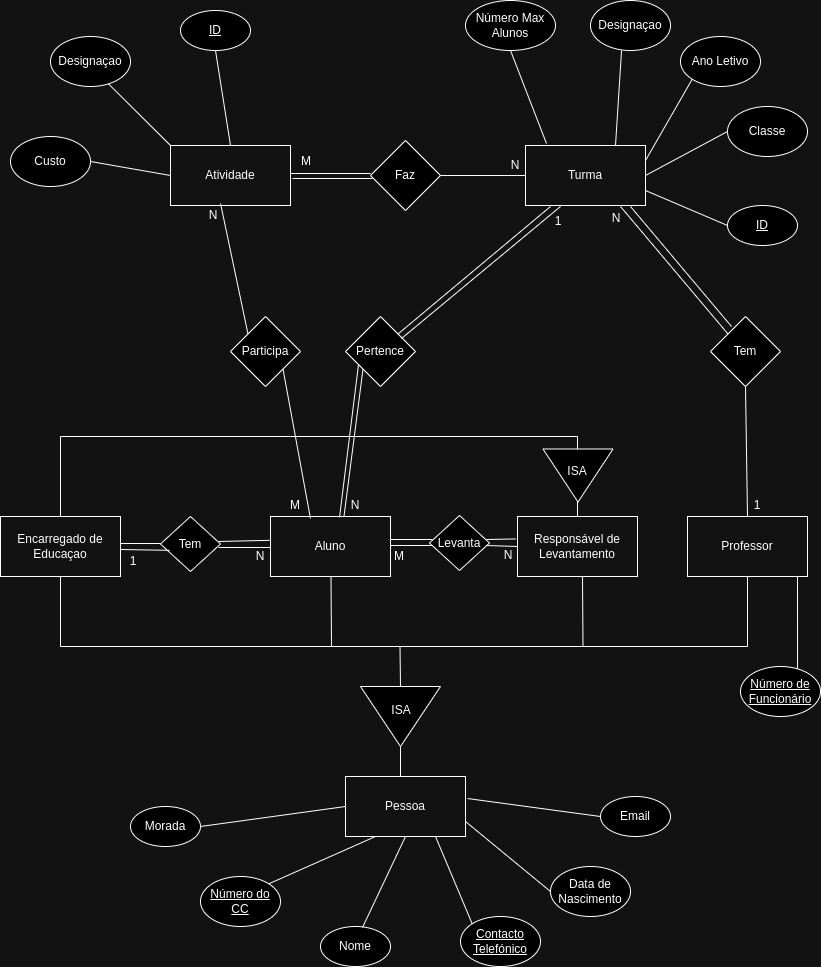 Número Max
Alunos
Designaçao
ID
Designaçao
Ano Letivo
Classe
Custo
Atividade
M
Faz
N
Turma
N
1
N
ID
Participa
Pertence
Tem
ISA
M
N
1
Encarregado de
Educaçao
Tem
Aluno
Levanta
Responsável de
Levantamento
Professor
1
N
M
N
Número de
Funcionário
ISA
Pessoa
Email
Morada
Número do
CC
Data de
Nascimento
Nome
Contacto
Telefónico